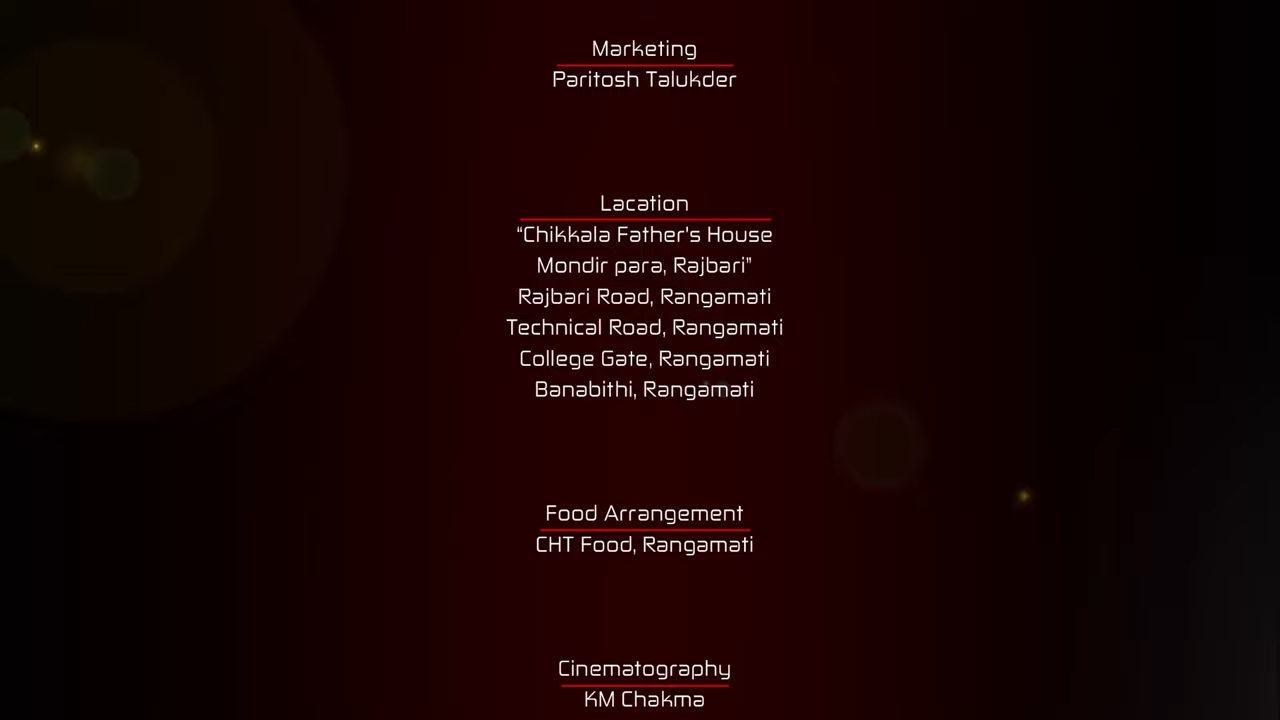 Marketing
Paritosh Talukder
Lacation
“Chikkala Father's House
Mondir para, Rajbari”
Rajbari Road, Rangamati
Technical Road, Rangamati
College Gate, Rangamati
Banabithi, Rangamati
Food Arrangement
CHT Food, Rangamati
Cinematography
KM Chakma